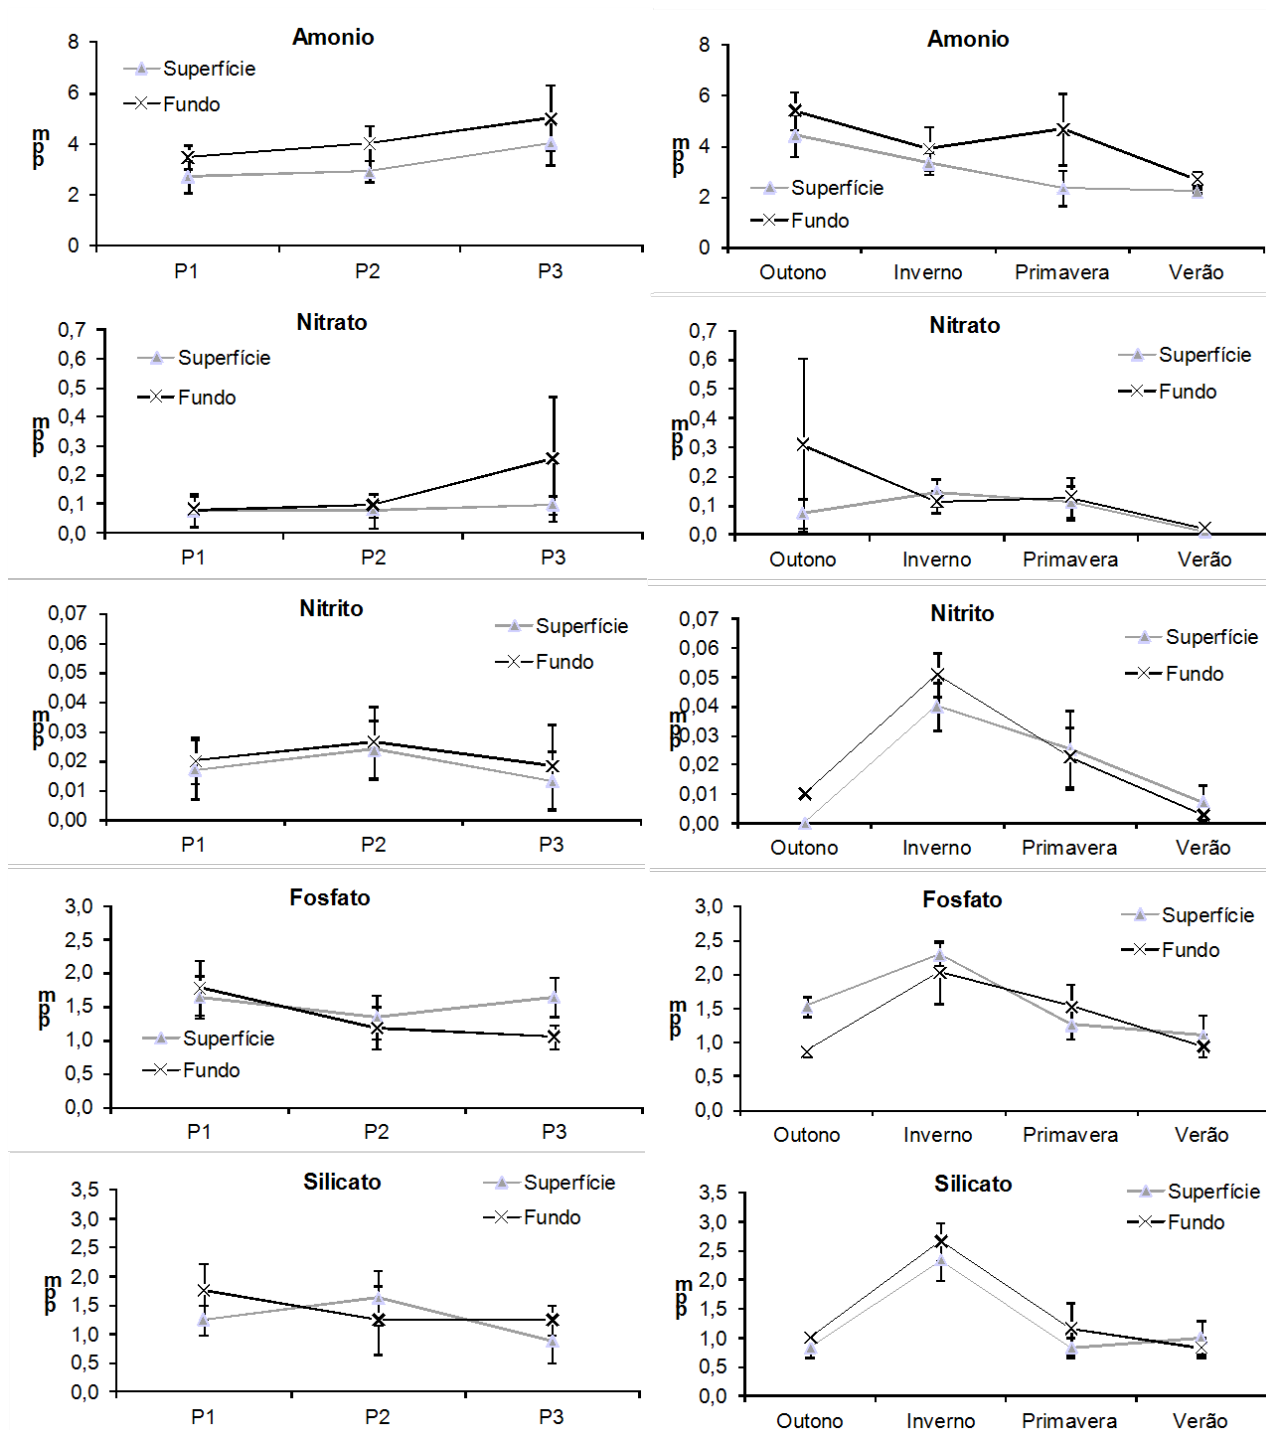 Amonio
8
6
4
2
0
mpp
Superfície
Fundo
P1 P2 P3
Amonio
8
6
4
2
0
mpp
Superfície
Fundo
Outono Inverno Primavera Verão
Nitrato
0,7
0,6
0,5
0,4
0,3
0,2
0,1
0,0
mpp
Superfície
Fundo
P1 P2 P3
Nitrato
0,7
0,6
0,5
0,4
0,3
0,2
0,1
0,0
mpp
Superfície
Fundo
Outono Inverno Primavera Verão
Nitrito
0,07
0,06
0,05
0,04
0,03
0,02
0,01
0,00
mpp
Superfície
Fundo
P1 P2 P3
Nitrito
0,07
0,06
0,05
0,04
0,03
0,02
0,01
0,00
mpp
Superfície
Fundo
Outono Inverno Primavera Verão
Fosfato
3,0
2,5
2,0
1,5
1,0
0,5
0,0
mpp
Superfície
Fundo
P1 P2 P3
Fosfato
3,0
2,5
2,0
1,5
1,0
0,5
0,0
mpp
Superfície
Fundo
Outono Inverno Primavera Verão
Silicato
3,5
3,0
2,5
2,0
1,5
1,0
0,5
0,0
mpp
Superfície
Fundo
P1 P2 P3
Silicato
3,5
3,0
2,5
2,0
1,5
1,0
0,5
0,0
mpp
Superfície
Fundo
Outono Inverno Primavera Verão